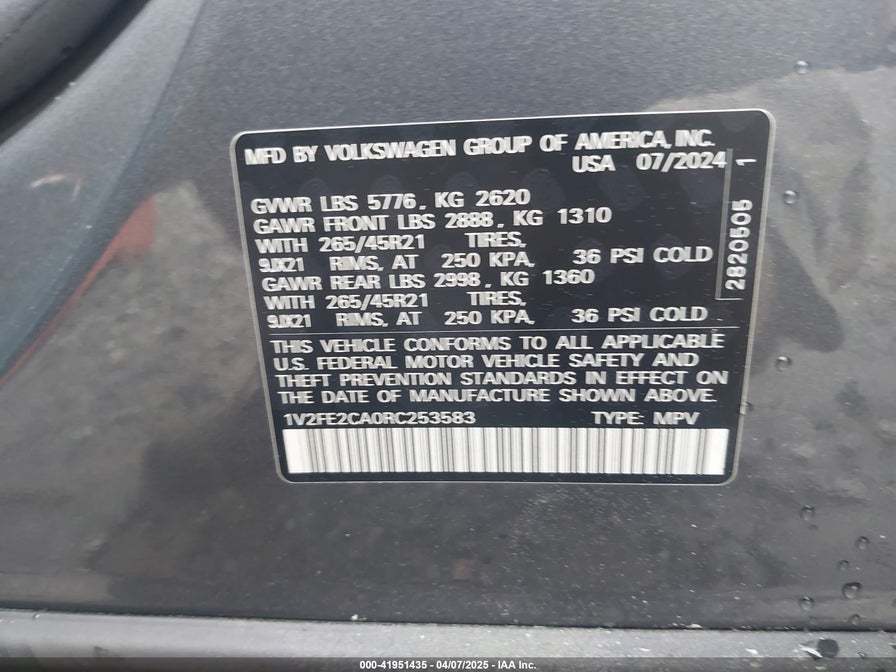 MFD BY VOLKSWAGEN GROUP OF AMERICA, INC.
USA 07/2024
GVWR LBS 5776, KG 2620
GAWR FRONT LBS 2888, KG 1310
WITH 265/45R21 TIRES,
9JX21 RIMS, AT 250 KPA, 36 PSI COLD
GAWR REAR LBS 2998, KG 1360
WITH 265/45R21 TIRES,
9JX21 RIMS, AT 250 KPA, 36 PSI COLD
THIS VEHICLE CONFORMS TO ALL APPLICABLE
U.S. FEDERAL MOTOR VEHICLE SAFETY AND
THEFT PREVENTION STANDARDS IN EFFECT ON
THE DATE OF MANUFACTURE SHOWN ABOVE.
1V2FE2CA0RC253583 TYPE: MPV
2820505 1
000-41951435 - 04/07/2025 - IAA Inc.